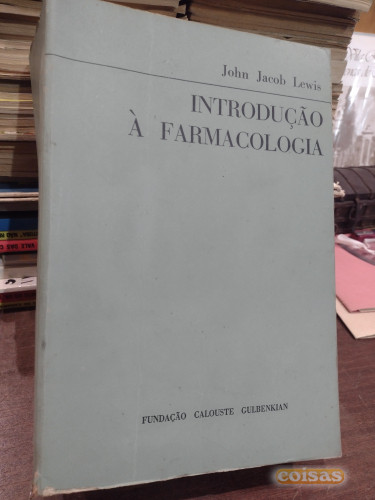 John Jacob Lewis
INTRODUÇÃO
À FARMACOLOGIA
FUNDAÇÃO CALOUSTE GULBENKIAN
coisas